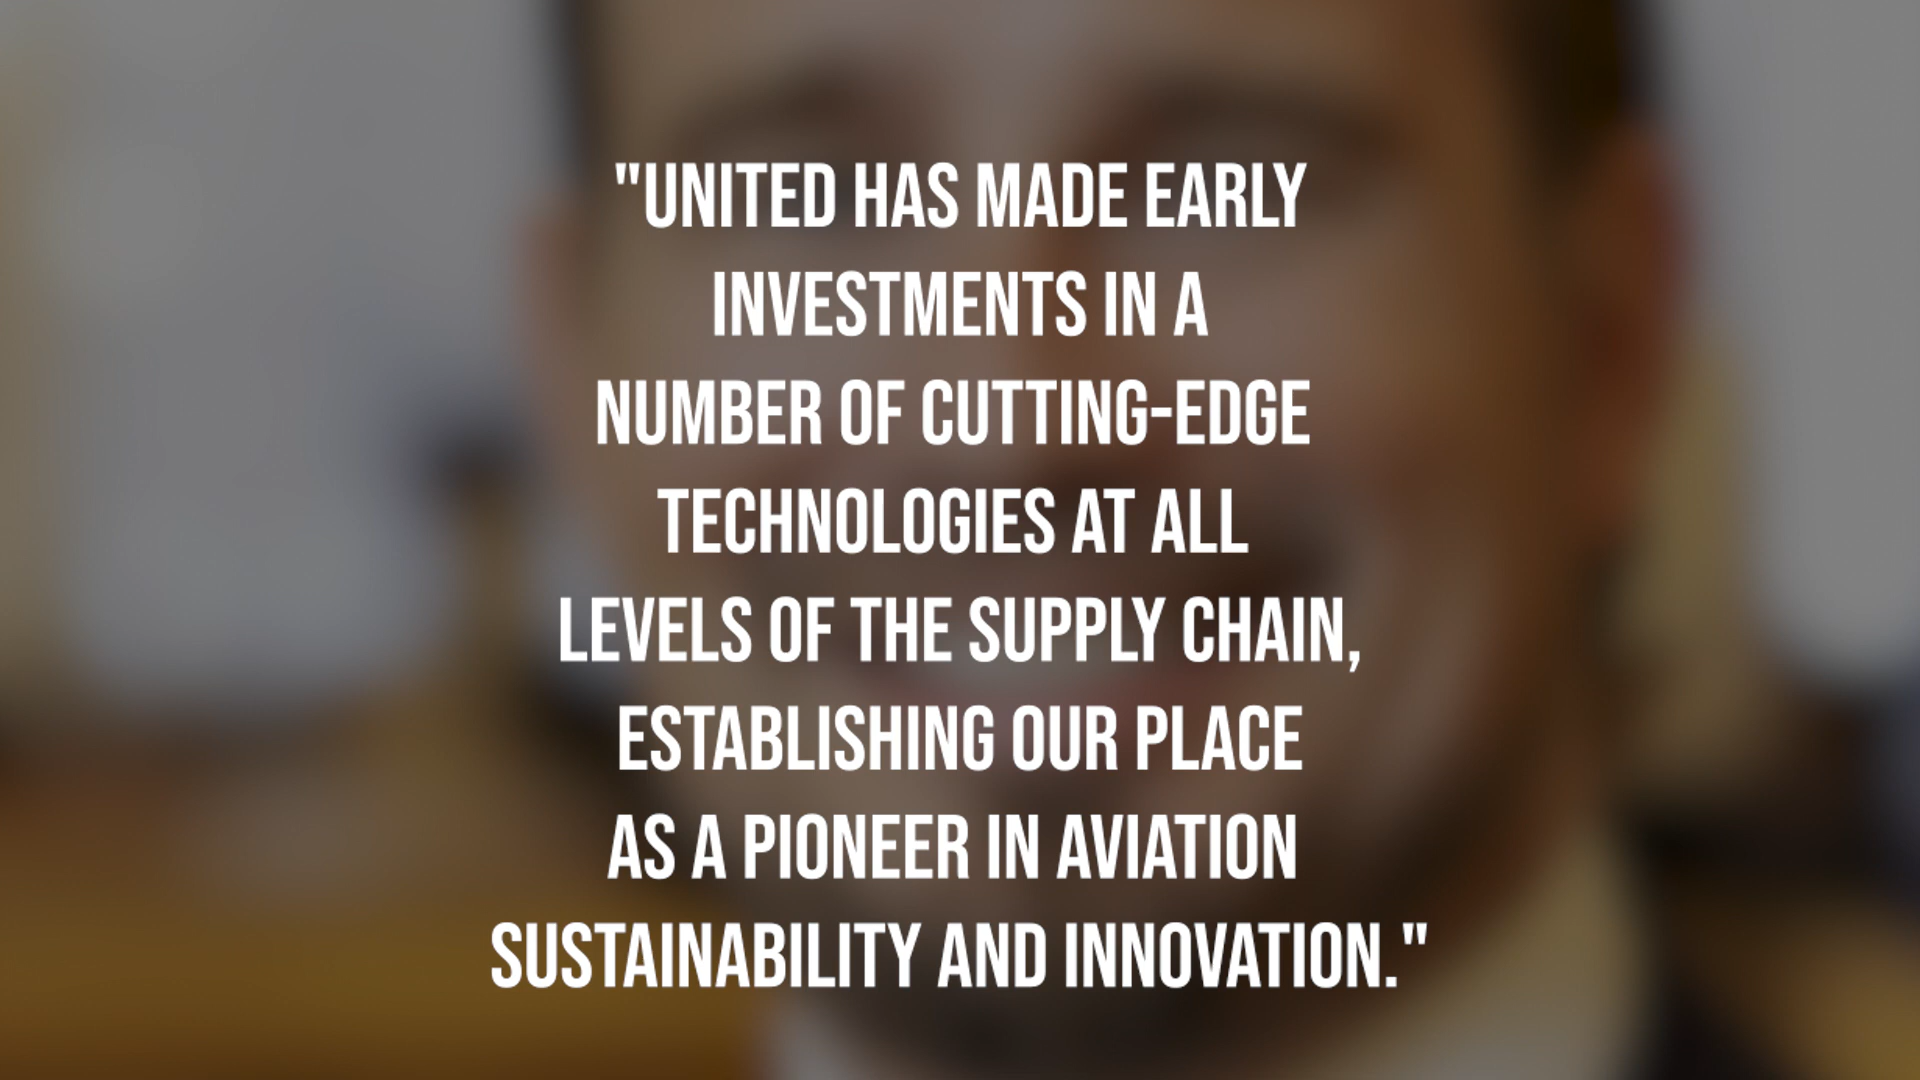 "UNITED HAS MADE EARLY
INVESTMENTS IN A
NUMBER OF CUTTING-EDGE
TECHNOLOGIES AT ALL
LEVELS OF THE SUPPLY CHAIN,
ESTABLISHING OUR PLACE
AS A PIONEER IN AVIATION
SUSTAINABILITY AND INNOVATION."